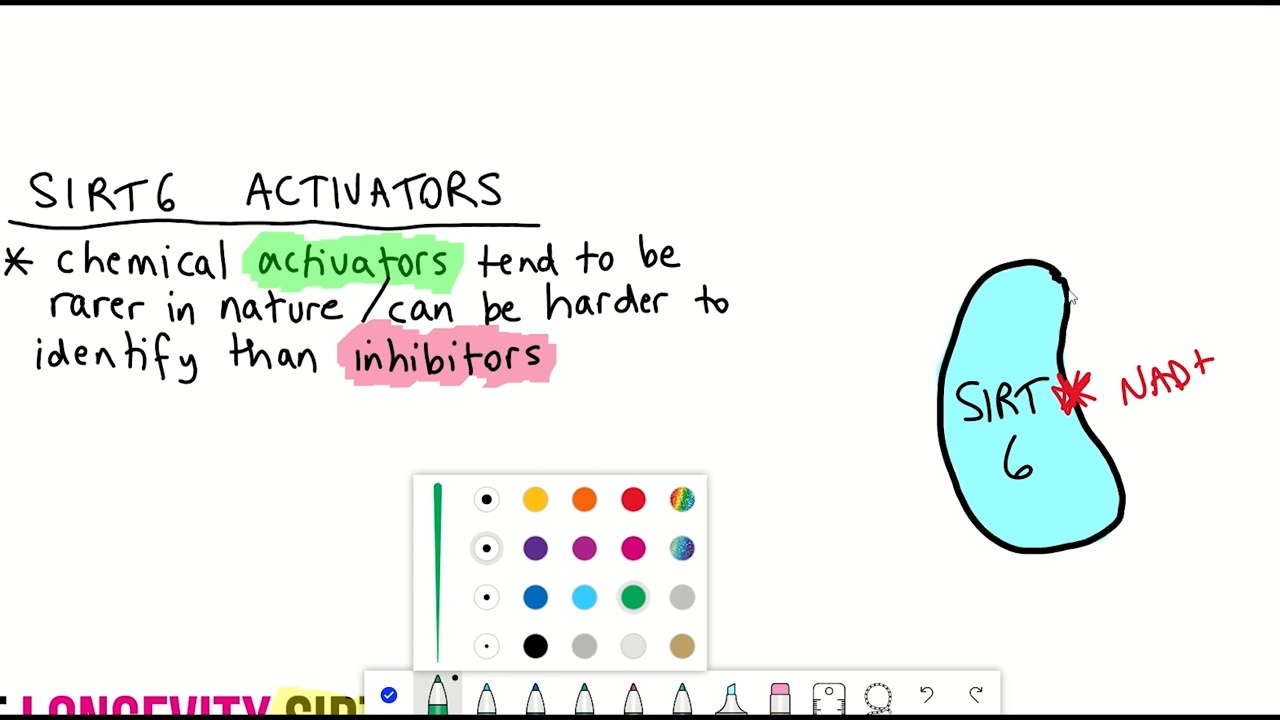 SIRT6 ACTIVATORS
* chemical activators tend to be
rarer in nature / can be harder to
identify than inhibitors
SIRT
6
NAD+
LONGEVITY